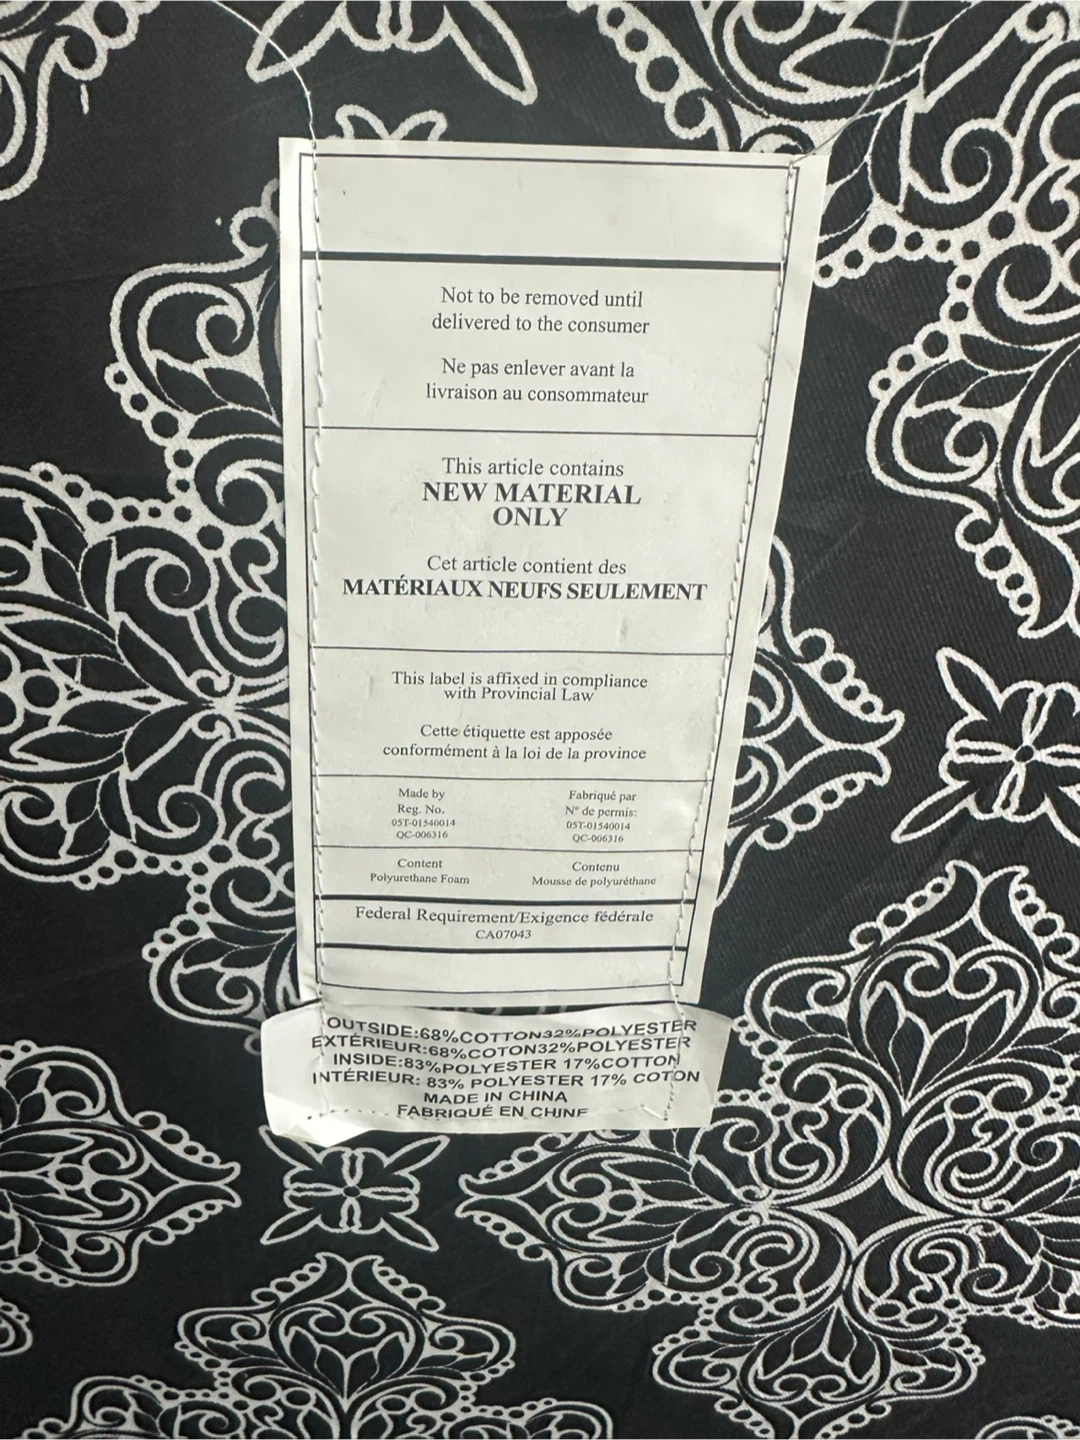 Not to be removed until
delivered to the consumer
Ne pas enlever avant la
livraison au consommateur
This article contains
NEW MATERIAL
ONLY
Cet article contient des
MATÉRIAUX NEUFS SEULEMENT
This label is affixed in compliance
with Provincial Law
Cette étiquette est apposée
conformément à la loi de la province
Made by
Reg. No.
05T-01540014
QC-006316
Fabriqué par
N° de permis:
05T-01540014
QC-006316
Content
Polyurethane Foam
Contenu
Mousse de polyuréthane
Federal Requirement/Exigence fédérale
CA07043
OUTSIDE:68%COTTON32%POLYESTER
EXTÉRIEUR:68%COTON32%POLYESTER
INSIDE:83%POLYESTER 17%COTTON
INTÉRIEUR: 83% POLYESTER 17% COTON
MADE IN CHINA
FABRIQUÉ EN CHINE